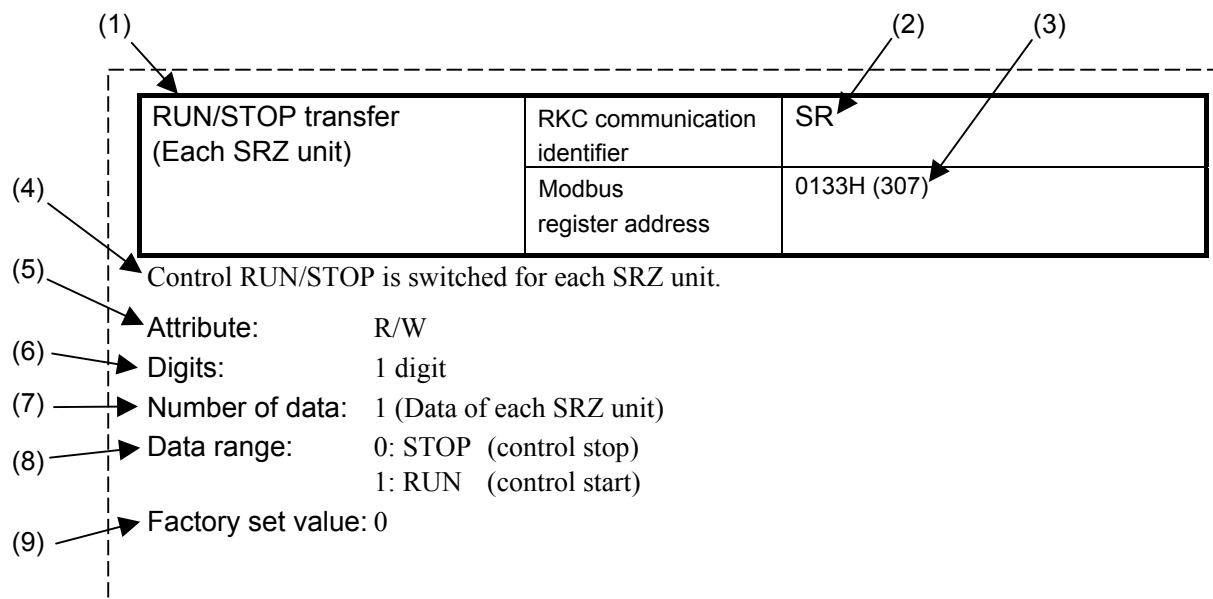 (1) (2) (3)
RUN/STOP transfer
(Each SRZ unit)
RKC communication
identifier
SR
Modbus
register address
0133H (307)
(4)
Control RUN/STOP is switched for each SRZ unit.
(5)
Attribute: R/W
(6)
Digits: 1 digit
(7)
Number of data: 1 (Data of each SRZ unit)
(8)
Data range: 0: STOP (control stop)
1: RUN (control start)
(9)
Factory set value: 0